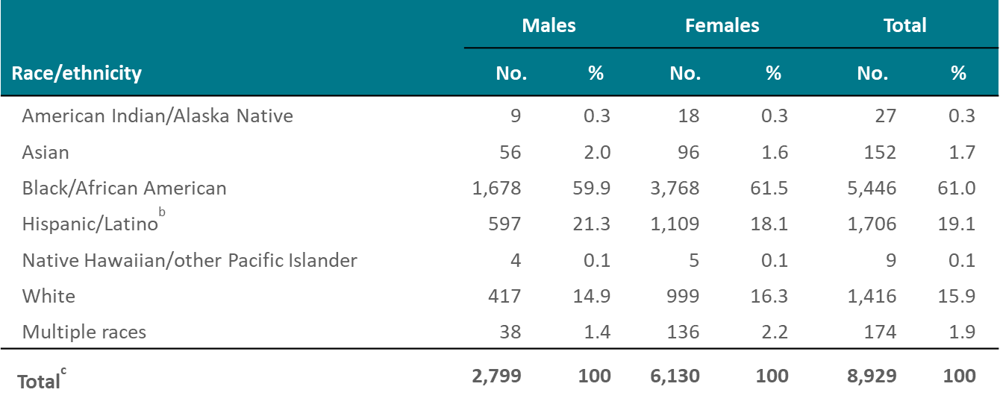 Males Females Total
Race/ethnicity No. % No. % No. %
American Indian/Alaska Native 9 0.3 18 0.3 27 0.3
Asian 56 2.0 96 1.6 152 1.7
Black/African American 1,678 59.9 3,768 61.5 5,446 61.0
Hispanic/Latinob 597 21.3 1,109 18.1 1,706 19.1
Native Hawaiian/other Pacific Islander 4 0.1 5 0.1 9 0.1
White 417 14.9 999 16.3 1,416 15.9
Multiple races 38 1.4 136 2.2 174 1.9
Totalc 2,799 100 6,130 100 8,929 100